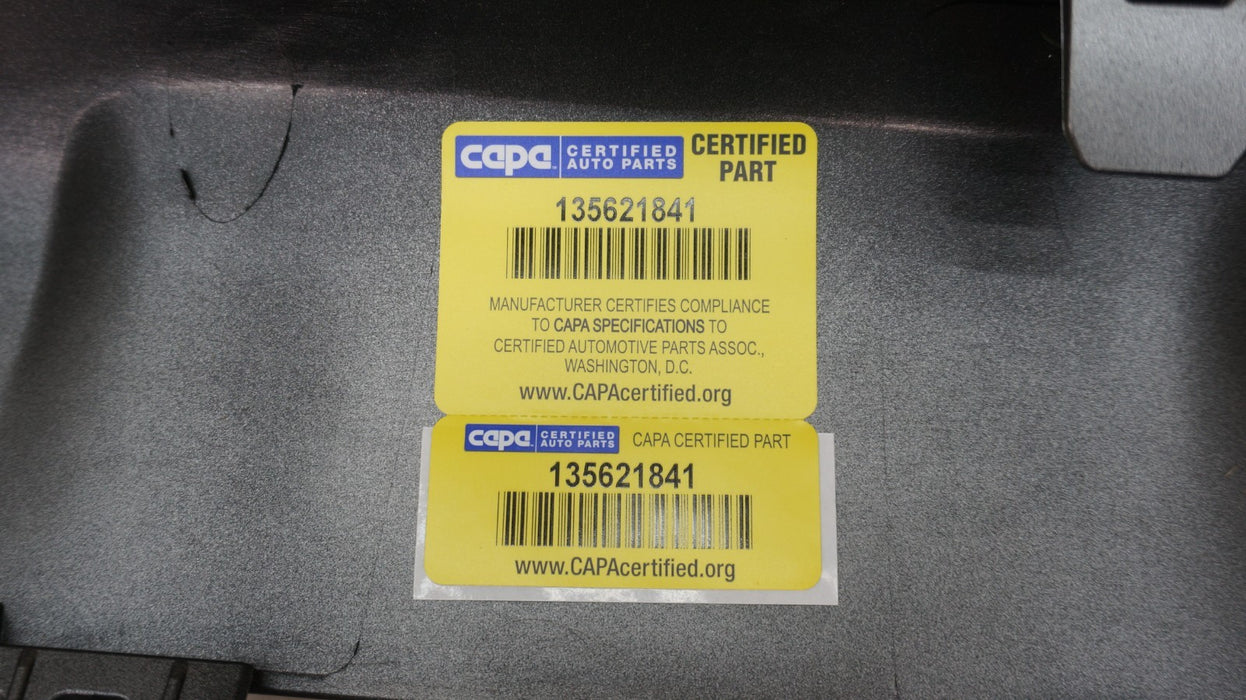 capa CERTIFIED AUTO PARTS
CERTIFIED PART
135621841
MANUFACTURER CERTIFIES COMPLIANCE
TO CAPA SPECIFICATIONS TO
CERTIFIED AUTOMOTIVE PARTS ASSOC.,
WASHINGTON, D.C.
www.CAPAcertified.org
capa CERTIFIED AUTO PARTS CAPA CERTIFIED PART
135621841
www.CAPAcertified.org